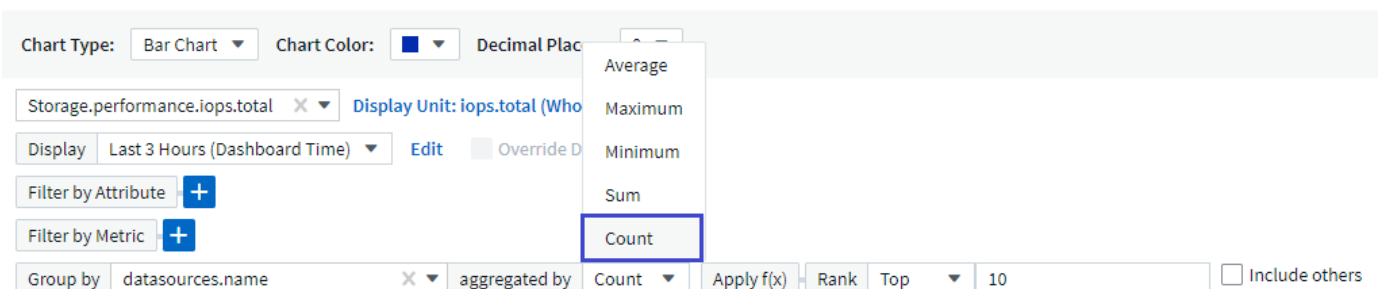 Chart Type: Bar Chart Chart Color: Decimal Plac
Average
Storage.performance.iops.total Display Unit: iops.total (Who
Maximum
Display Last 3 Hours (Dashboard Time) Edit Override D
Minimum
Filter by Attribute +
Sum
Filter by Metric +
Count
Group by datasources.name aggregated by Count Apply f(x) Rank Top 10 Include others